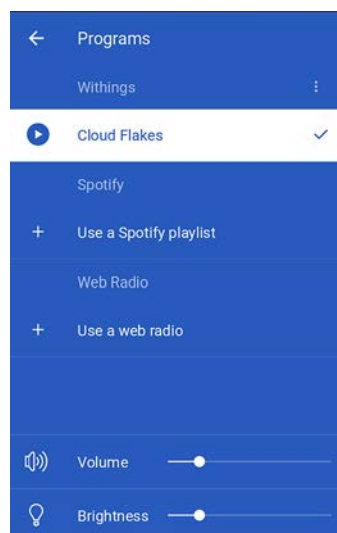 Programs
Withings
Cloud Flakes
Spotify
Use a Spotify playlist
Web Radio
Use a web radio
Volume
Brightness